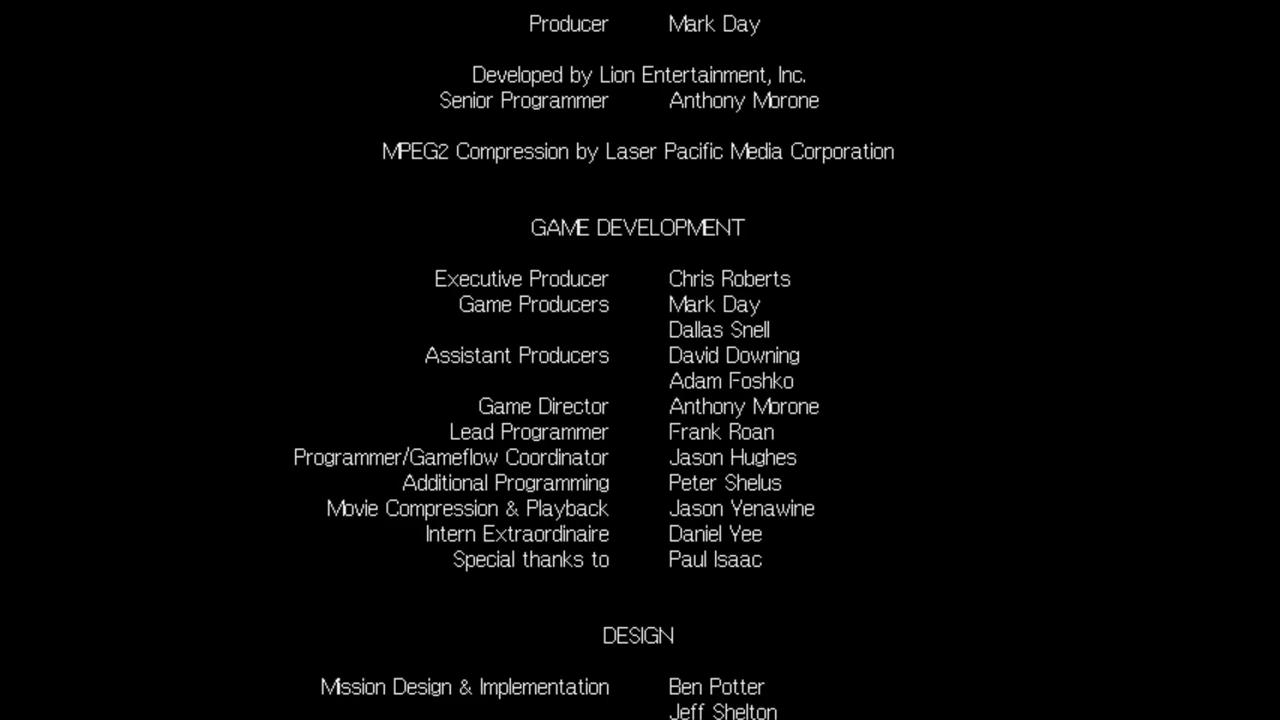 Producer Mark Day
Developed by Lion Entertainment, Inc.
Senior Programmer Anthony Morone
MPEG2 Compression by Laser Pacific Media Corporation
GAME DEVELOPMENT
Executive Producer Chris Roberts
Game Producers Mark Day
Dallas Snell
Assistant Producers David Downing
Adam Foshko
Game Director Anthony Morone
Lead Programmer Frank Roan
Programmer/Gameflow Coordinator Jason Hughes
Additional Programming Peter Shelus
Movie Compression & Playback Jason Yenawine
Intern Extraordinaire Daniel Yee
Special thanks to Paul Isaac
DESIGN
Mission Design & Implementation Ben Potter
Jeff Shelton